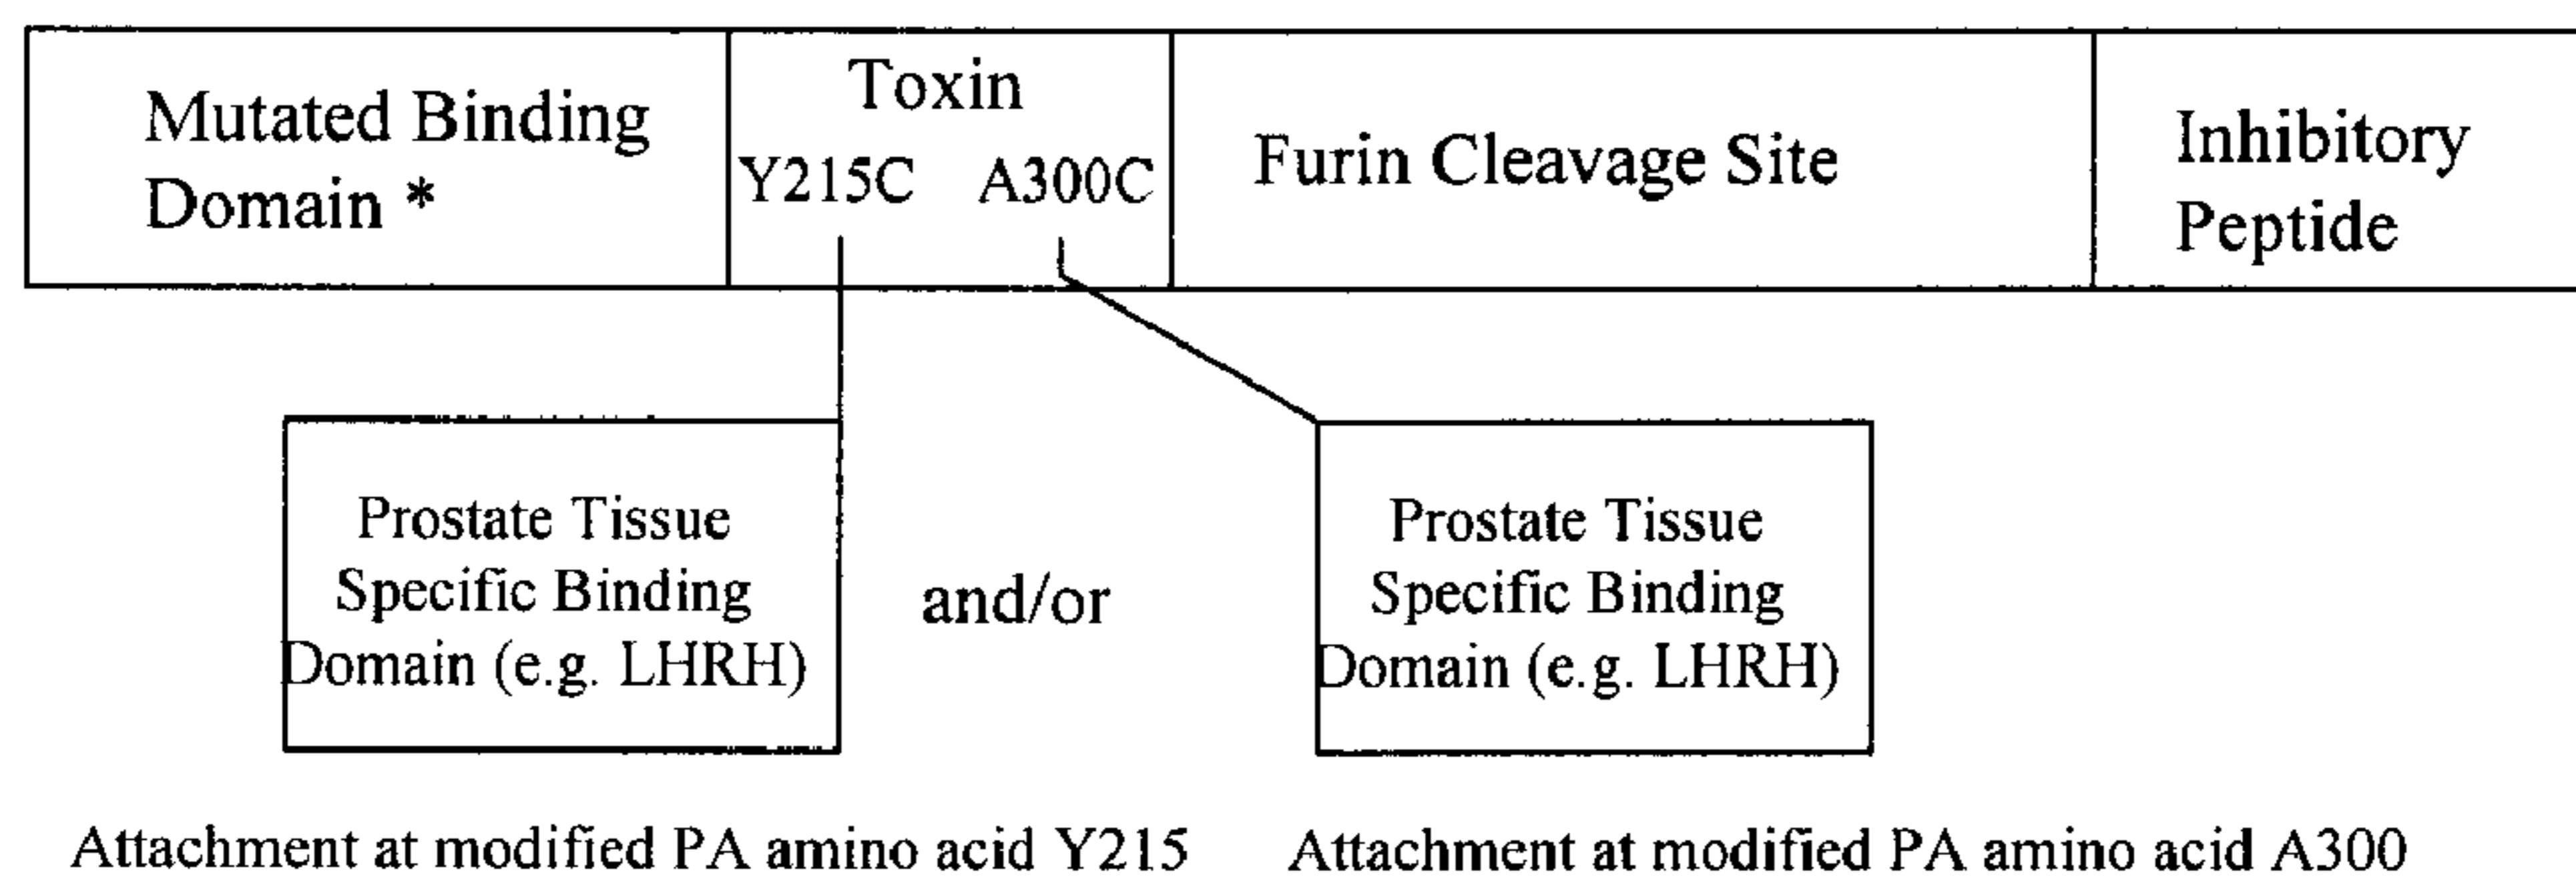 Mutated Binding
Domain *
Toxin
Y215C A300C
Furin Cleavage Site
Inhibitory
Peptide
Prostate Tissue
Specific Binding
Domain (e.g. LHRH)
and/or
Prostate Tissue
Specific Binding
Domain (e.g. LHRH)
Attachment at modified PA amino acid Y215
Attachment at modified PA amino acid A300